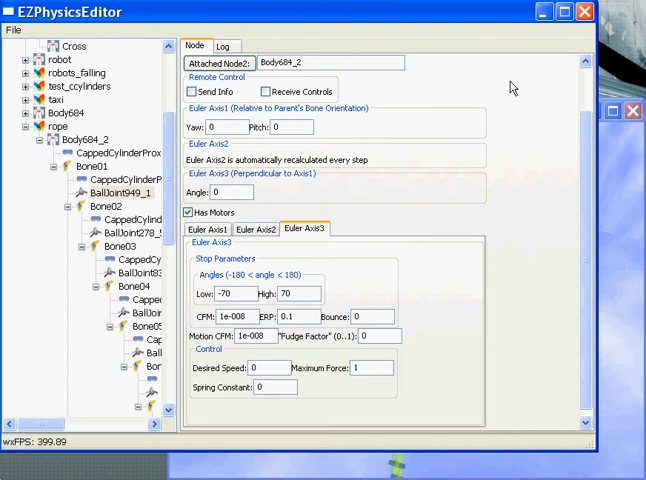 EZPhysicsEditor
File
Cross
robot
robots_falling
test_ccylinders
taxi
Body684
rope
Body684_2
CappedCylinderProx
Bone01
CappedCylinderP
BallJoint949_1
Bone02
CappedCylind
BallJoint278_5
Bone03
CappedCy
BallJoint83
Bone04
Cappe
BallJoir
Bone05
Cap
Ball
Bor
Node
Log
Attached Node2:
Body684_2
Remote Control
Send Info
Receive Controls
Euler Axis1 (Relative to Parent's Bone Orientation)
Yaw: 0
Pitch: 0
Euler Axis2
Euler Axis2 is automatically recalculated every step
Euler Axis3 (Perpendicular to Axis1)
Angle: 0
Has Motors
Euler Axis1
Euler Axis2
Euler Axis3
Euler Axis3
Stop Parameters
Angles (-180 < angle < 180)
Low: -70
High: 70
CFM: 1e-008
ERP: 0.1
Bounce: 0
Motion CFM: 1e-008
"Fudge Factor" (0..1): 0
Control
Desired Speed: 0
Maximum Force: 1
Spring Constant: 0
wxFPS: 399.89